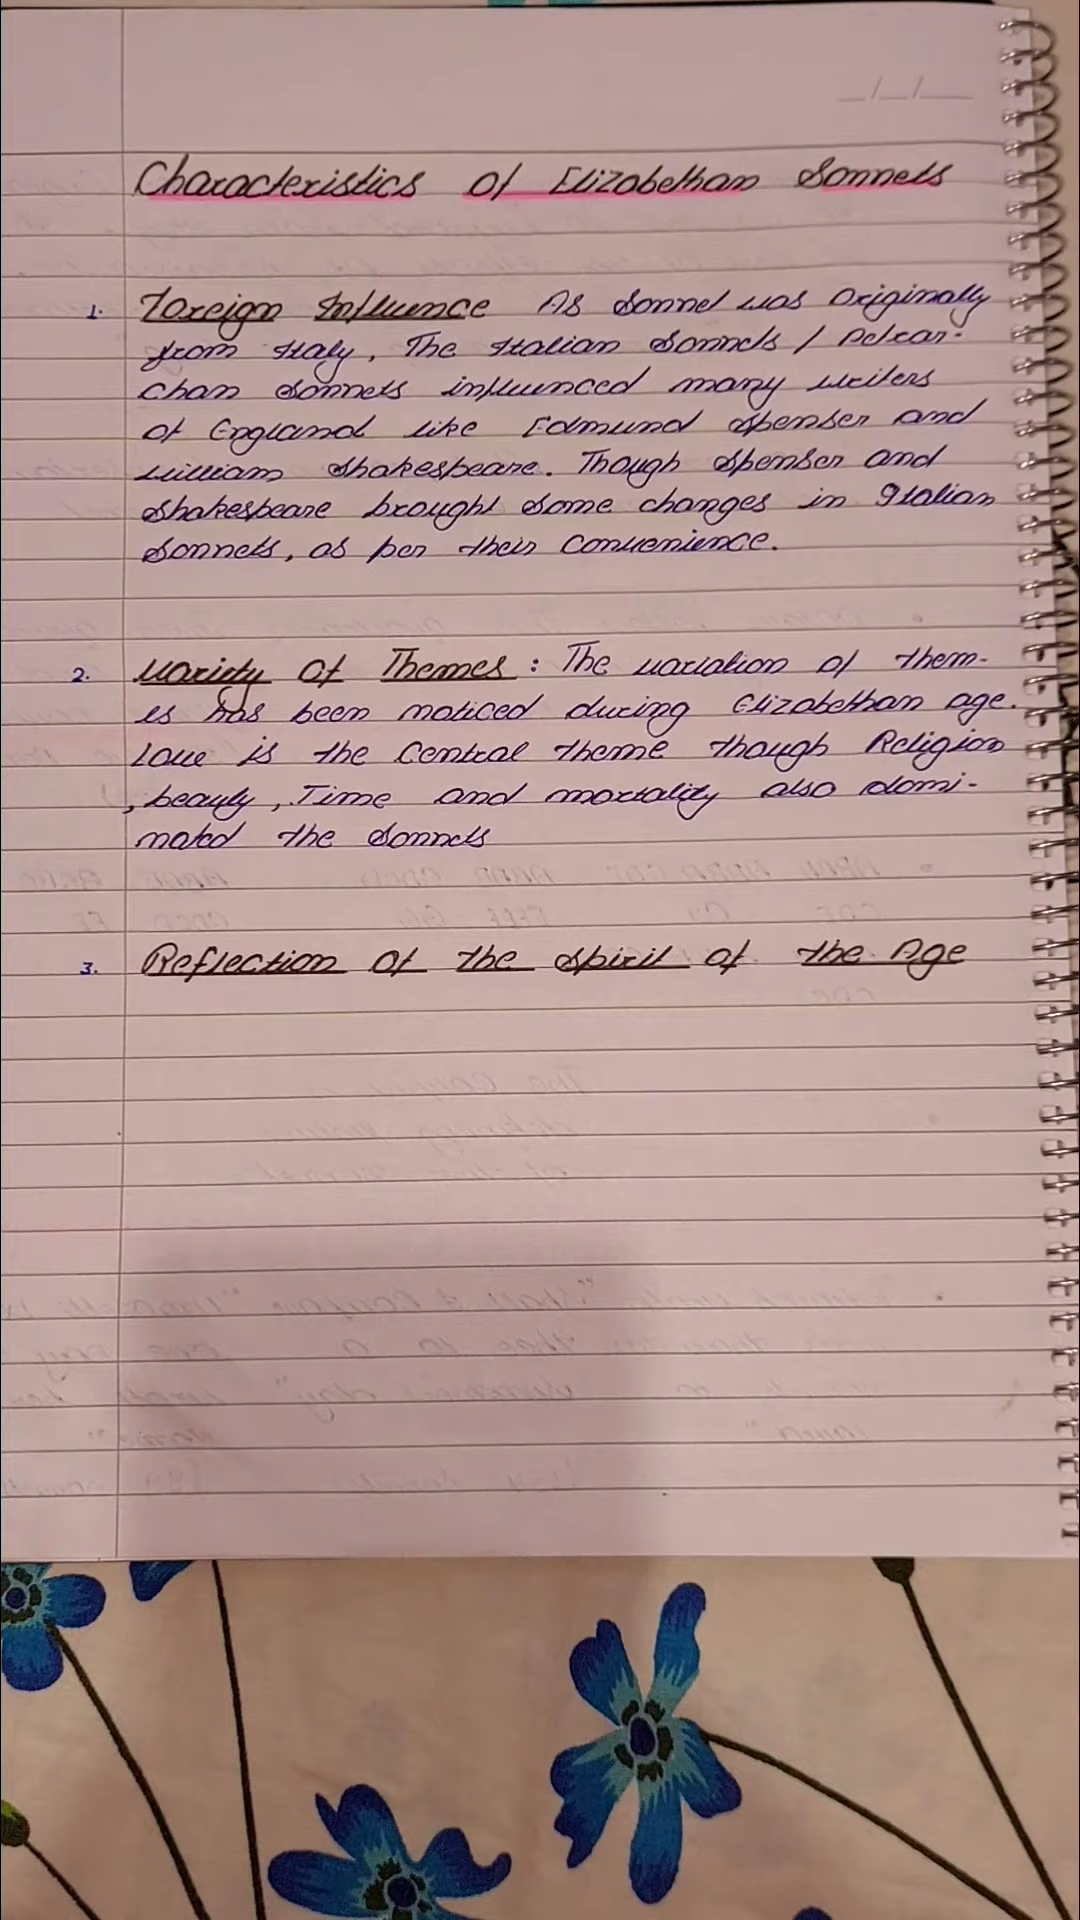 Characteristics of Elizabethan Sonnets
1. Foreign Influence As Sonnet was originally
from Italy, The Italian Sonnets / Petrar-
chan Sonnets influenced many writers
of England like Edmund Spenser and
William Shakespeare. Though Spenser and
Shakespeare brought some changes in Italian
Sonnets, as per their convenience.
2. Variety of Themes : The variation of them-
es has been noticed during Elizabethan age.
Love is the Central theme though Religion
, beauty, Time and mortality also domi-
nated the Sonnets
3. Reflection of the spirit of the Age